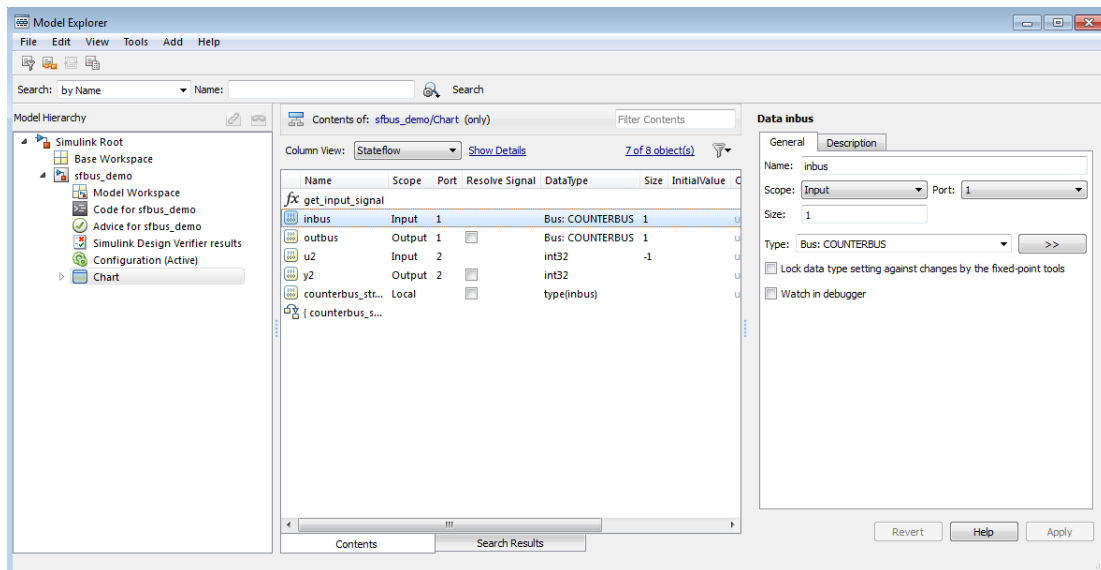 Model Explorer
File Edit View Tools Add Help
Search: by Name Name: Search
Model Hierarchy
Simulink Root
Base Workspace
sfbus_demo
Model Workspace
Code for sfbus_demo
Advice for sfbus_demo
Simulink Design Verifier results
Configuration (Active)
Chart
Contents of: sfbus_demo/Chart (only) Filter Contents
Column View: Stateflow Show Details 7 of 8 object(s)
Name Scope Port Resolve Signal DataType Size InitialValue C
fx get_input_signal
inbus Input 1 Bus: COUNTERBUS 1 u
outbus Output 1 Bus: COUNTERBUS 1 u
u2 Input 2 int32 -1 u
y2 Output 2 int32 u
counterbus_str... Local type(inbus) u
{ counterbus_s...
Contents Search Results
Data inbus
General Description
Name: inbus
Scope: Input Port: 1
Size: 1
Type: Bus: COUNTERBUS >>
Lock data type setting against changes by the fixed-point tools
Watch in debugger
Revert Help Apply